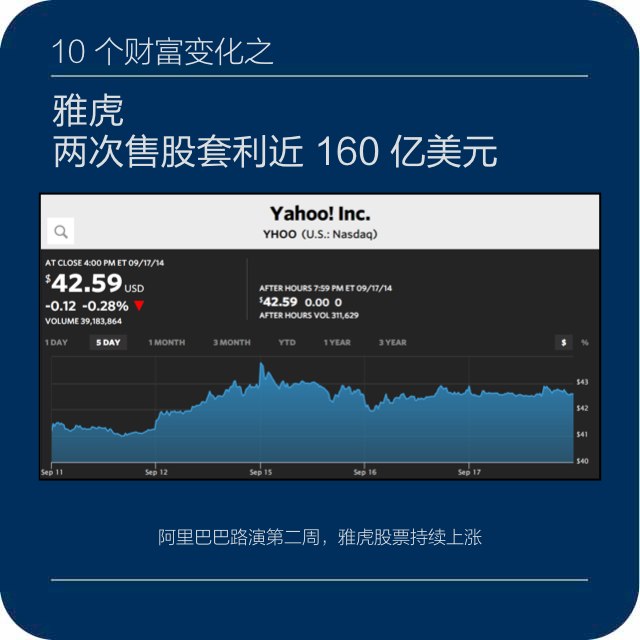 10 个财富变化之
雅虎
两次售股套利近 160 亿美元
Yahoo! Inc.
YHOO (U.S.: Nasdaq)
AT CLOSE 4:00 PM ET 09/17/14
$42.59 USD
-0.12 -0.28%
VOLUME 39,183,864
AFTER HOURS 7:59 PM ET 09/17/14
$42.59 0.00 0
AFTER HOURS VOL 311,629
1 DAY 5 DAY 1 MONTH 3 MONTH YTD 1 YEAR 3 YEAR $ %
$43
$42
$41
$40
Sep 11 Sep 12 Sep 15 Sep 16 Sep 17
阿里巴巴路演第二周，雅虎股票持续上涨